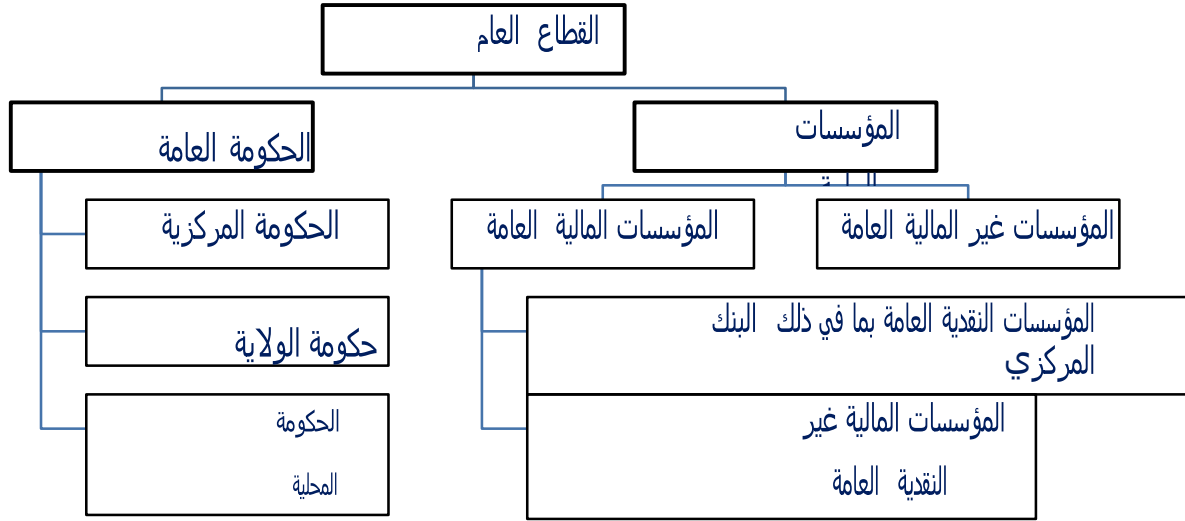 القطاع العام
المؤسسات
الحكومة العامة
المؤسسات غير المالية العامة
المؤسسات المالية العامة
الحكومة المركزية
المؤسسات النقدية العامة بما في ذلك البنك
المركزي
حكومة الولاية
المؤسسات المالية غير
النقدية العامة
الحكومة
المحلية